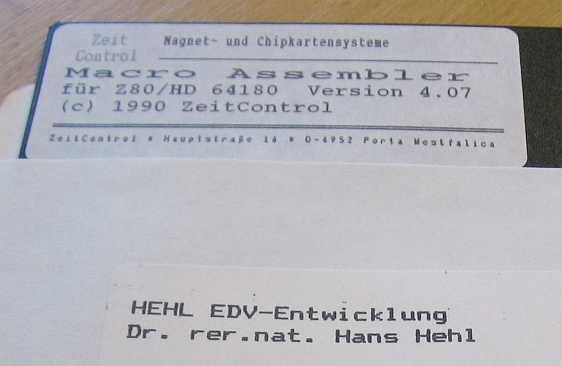 Zeit Control
Magnet- und Chipkartensysteme
Macro Assembler
für Z80/HD 64180 Version 4.07
(c) 1990 ZeitControl
ZeitControl * Hauptstraße 14 * D-4952 Porta Westfalica
HEHL EDV-Entwicklung
Dr. rer.nat. Hans Hehl